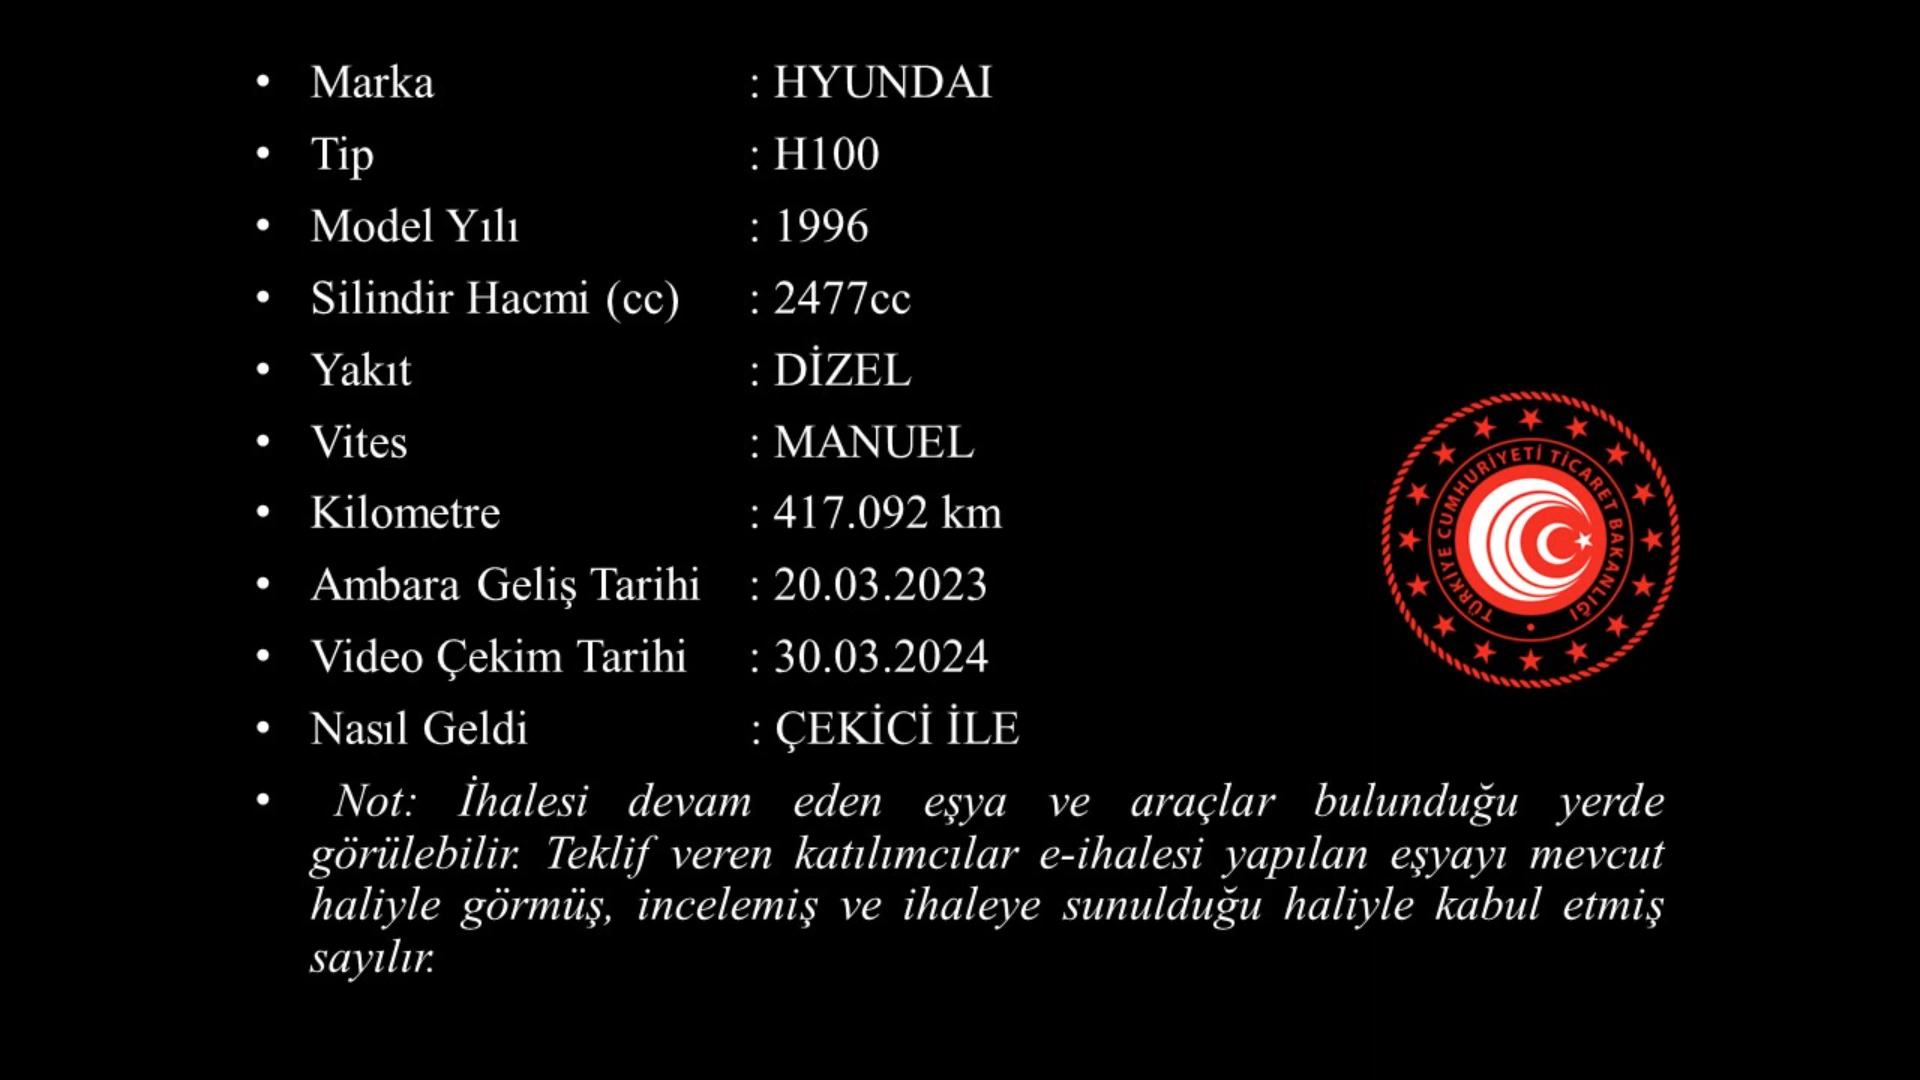 • Marka : HYUNDAI
• Tip : H100
• Model Yılı : 1996
• Silindir Hacmi (cc) : 2477cc
• Yakıt : DİZEL
• Vites : MANUEL
• Kilometre : 417.092 km
• Ambara Geliş Tarihi : 20.03.2023
• Video Çekim Tarihi : 30.03.2024
• Nasıl Geldi : ÇEKİCİ İLE
• Not: İhalesi devam eden eşya ve araçlar bulunduğu yerde
görülebilir. Teklif veren katılımcılar e-ihalesi yapılan eşyayı mevcut
haliyle görmüş, incelemiş ve ihaleye sunulduğu haliyle kabul etmiş
sayılır.
TÜRKİYE CUMHURİYETİ TİCARET BAKANLIĞI